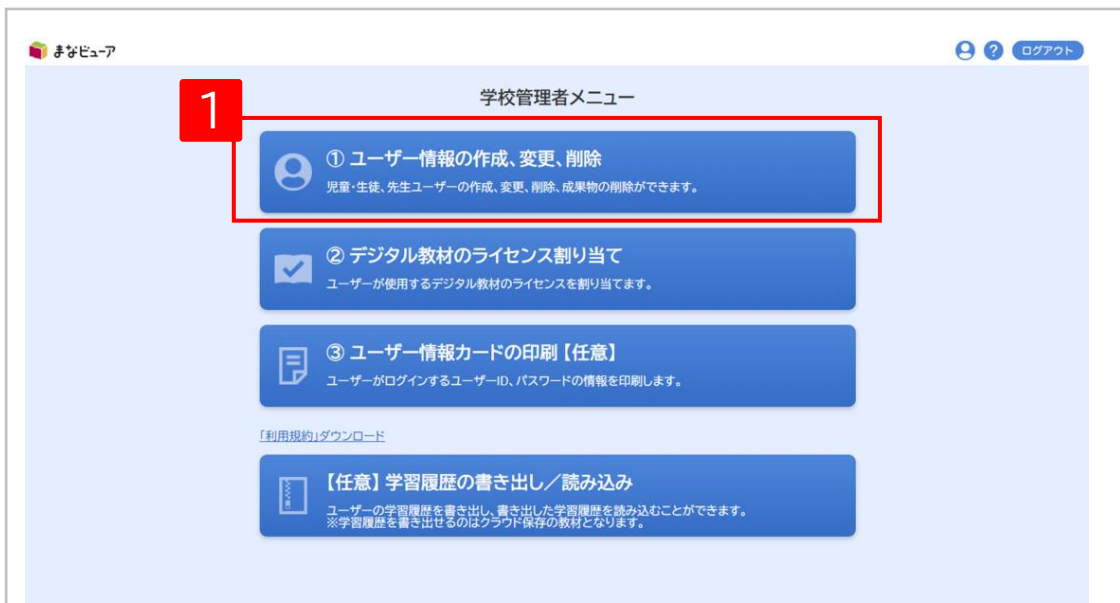 まなビューア
?
ログアウト
学校管理者メニュー
1
① ユーザー情報の作成、変更、削除
児童・生徒、先生ユーザーの作成、変更、削除、成果物の削除ができます。
② デジタル教材のライセンス割り当て
ユーザーが使用するデジタル教材のライセンスを割り当てます。
③ ユーザー情報カードの印刷【任意】
ユーザーがログインするユーザーID、パスワードの情報を印刷します。
「利用規約」ダウンロード
【任意】学習履歴の書き出し／読み込み
ユーザーの学習履歴を書き出し、書き出した学習履歴を読み込むことができます。
※学習履歴を書き出せるのはクラウド保存の教材となります。